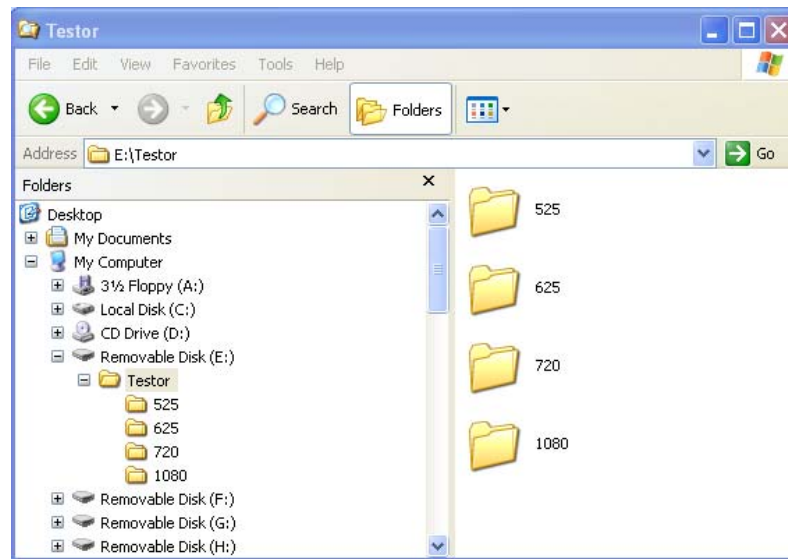 Testor
File Edit View Favorites Tools Help
Back Search Folders
Address E:\Testor Go
Folders
Desktop
My Documents
My Computer
3½ Floppy (A:)
Local Disk (C:)
CD Drive (D:)
Removable Disk (E:)
Testor
525
625
720
1080
Removable Disk (F:)
Removable Disk (G:)
Removable Disk (H:)
525
625
720
1080